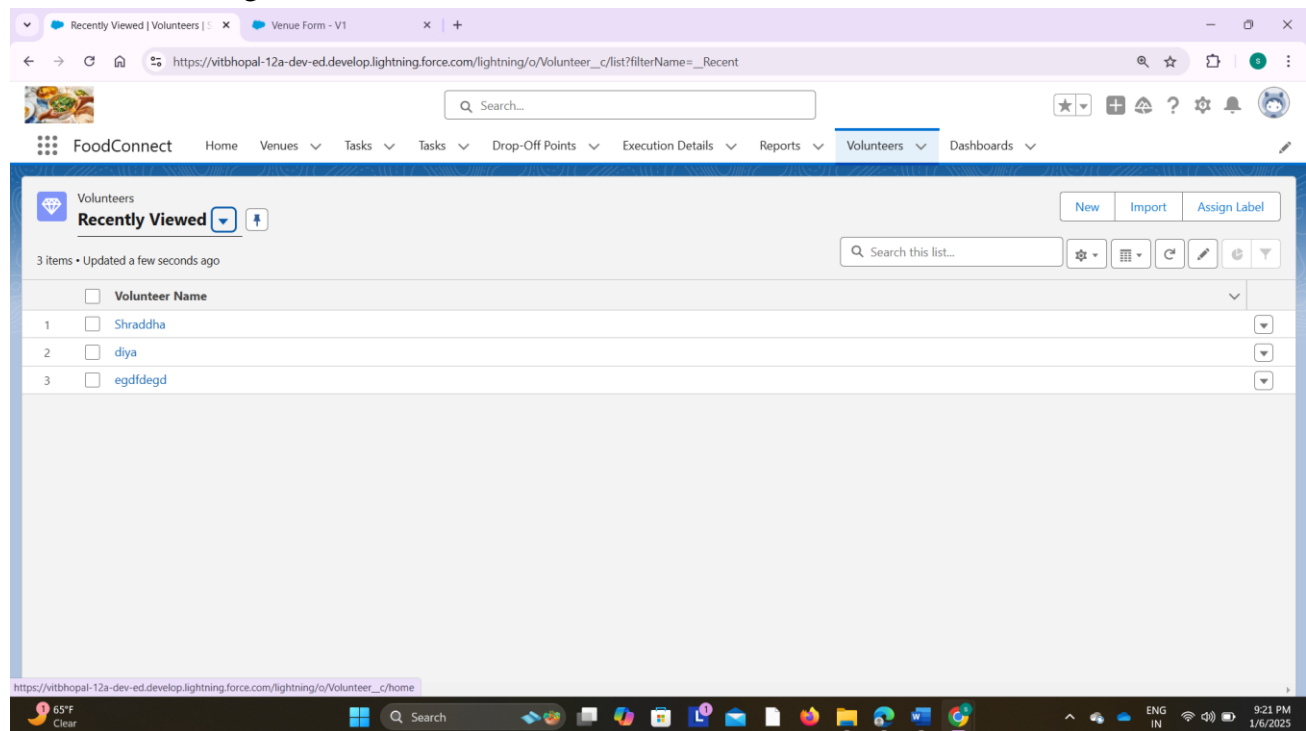 Recently Viewed | Volunteers | S
Venue Form - V1
https://vitbhopal-12a-dev-ed.develop.lightning.force.com/lightning/o/Volunteer__c/list?filterName=__Recent
S
Search...
FoodConnect Home Venues Tasks Tasks Drop-Off Points Execution Details Reports Volunteers Dashboards
Volunteers
Recently Viewed
New Import Assign Label
3 items • Updated a few seconds ago
Search this list...
Volunteer Name
1 Shraddha
2 diya
3 egdfdegd
https://vitbhopal-12a-dev-ed.develop.lightning.force.com/lightning/o/Volunteer__c/home
1
65°F
Clear
Search
L
1
W
S
ENG
IN
9:21 PM
1/6/2025